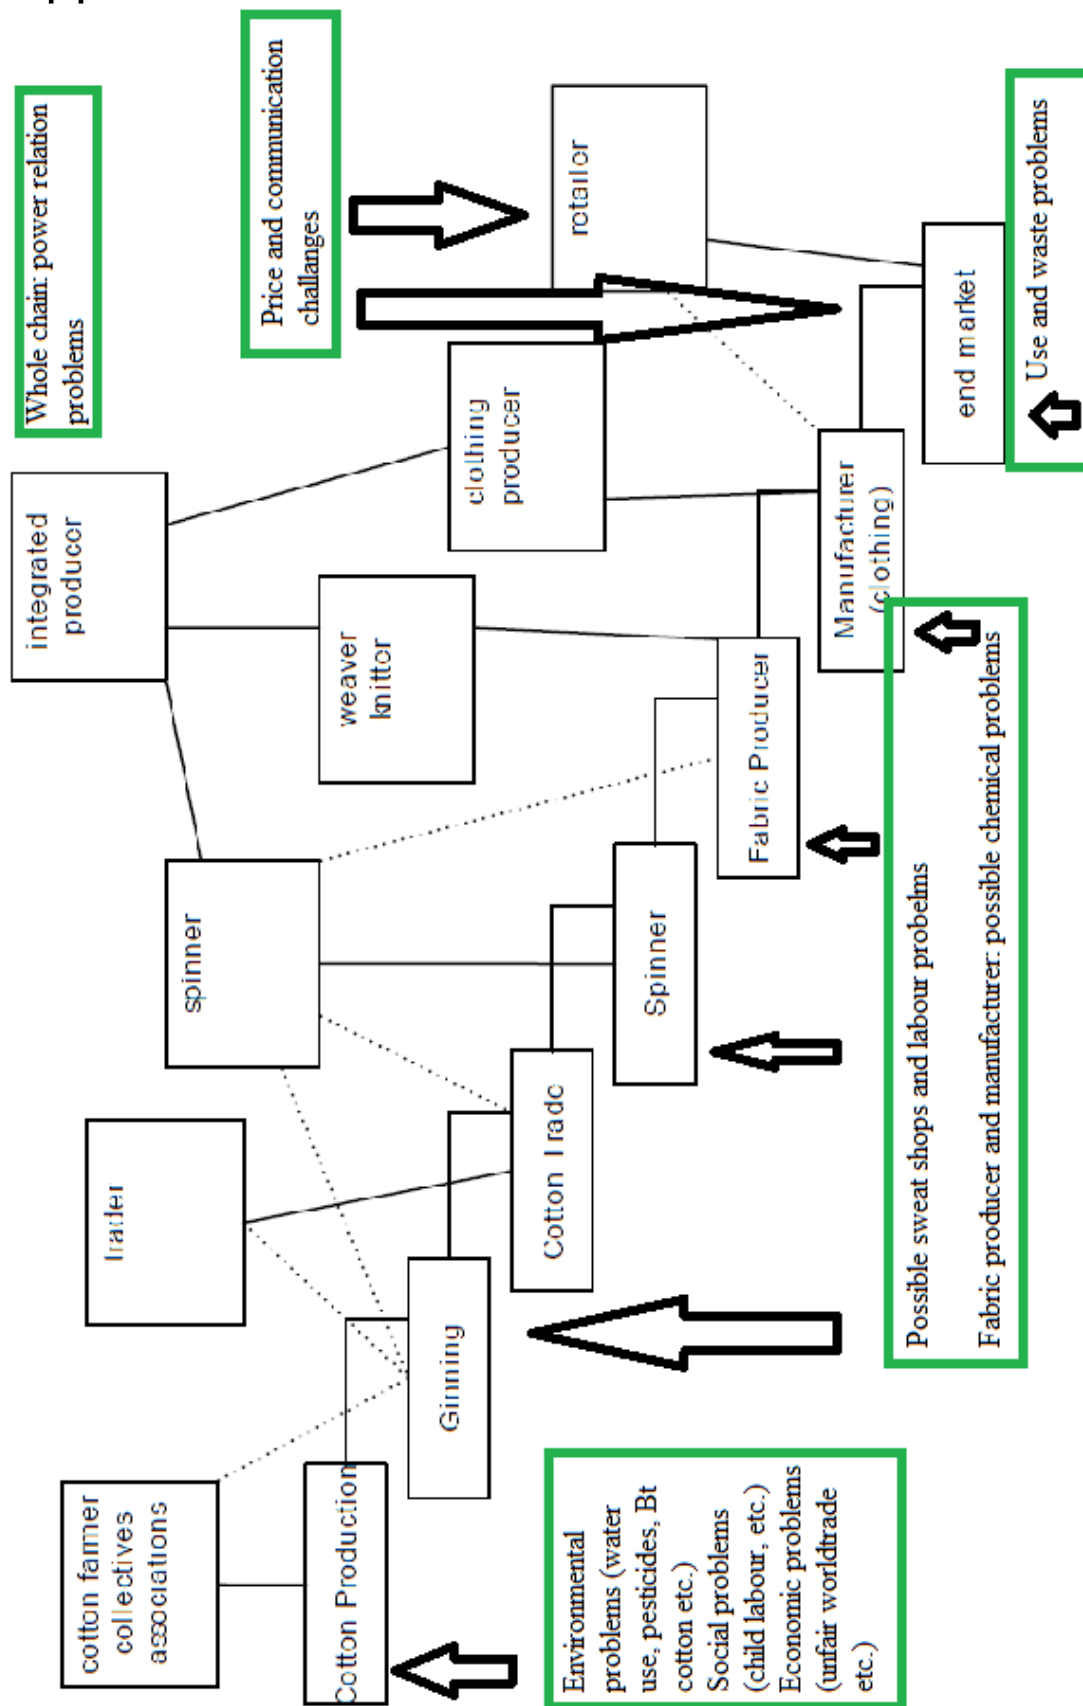 integrated
producer
Whole chain: power relation
problems
cotton farmer
collectives
associations
trader
spinner
Price and communication
challanges
Cotton Production
weaver
knitter
Ginning
clothing
producer
Cotton Trade
retailer
Environmental
problems (water
use, pesticides, Bt
cotton etc.)
Social problems
(child labour, etc.)
Economic problems
(unfair worldtrade
etc.)
Spinner
Fabric Producer
Manufacturer
(clothing)
end market
Possible sweat shops and labour probelms
Fabric producer and manufacturer: possible chemical problems
Use and waste problems